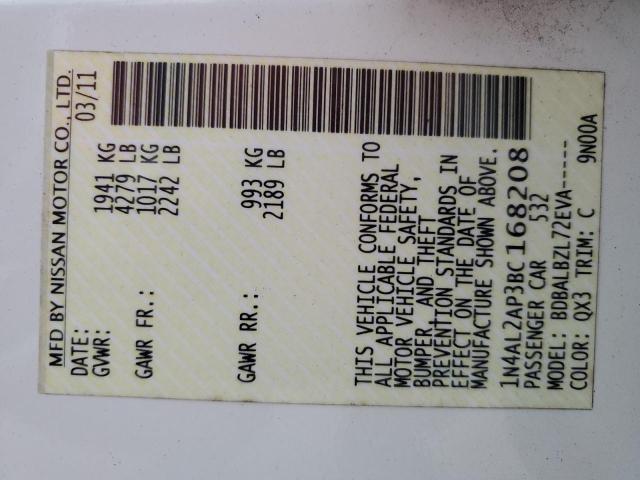 MFD BY NISSAN MOTOR CO., LTD.
DATE: 03/11
GVWR: 1941 KG
4279 LB
GAWR FR.: 1017 KG
2242 LB
GAWR RR.: 993 KG
2189 LB
THIS VEHICLE CONFORMS TO
ALL APPLICABLE FEDERAL
MOTOR VEHICLE SAFETY,
BUMPER, AND THEFT
PREVENTION STANDARDS IN
EFFECT ON THE DATE OF
MANUFACTURE SHOWN ABOVE.
1N4AL2AP3BC168208
PASSENGER CAR 532
MODEL: BDBALBZL72EVA-----
COLOR: QX3 TRIM: C 9N00A